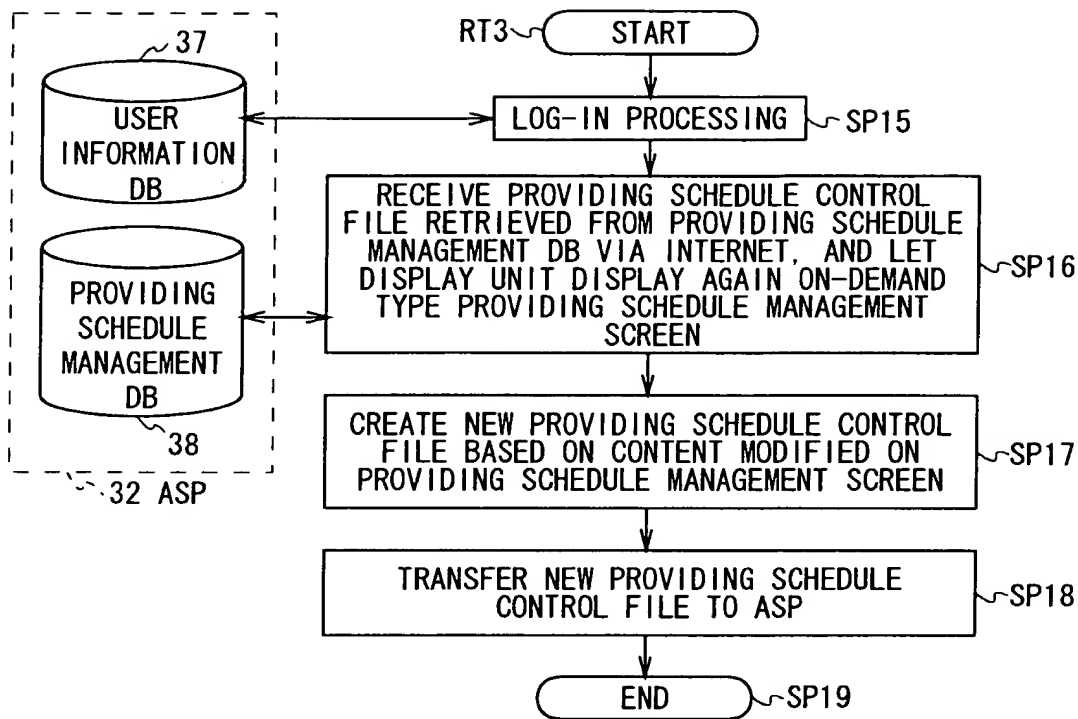 RT3
START
37
USER
INFORMATION
DB
LOG-IN PROCESSING
SP15
RECEIVE PROVIDING SCHEDULE CONTROL
FILE RETRIEVED FROM PROVIDING SCHEDULE
MANAGEMENT DB VIA INTERNET, AND LET
DISPLAY UNIT DISPLAY AGAIN ON-DEMAND
TYPE PROVIDING SCHEDULE MANAGEMENT
SCREEN
SP16
PROVIDING
SCHEDULE
MANAGEMENT
DB
38
32 ASP
CREATE NEW PROVIDING SCHEDULE CONTROL
FILE BASED ON CONTENT MODIFIED ON
PROVIDING SCHEDULE MANAGEMENT SCREEN
SP17
TRANSFER NEW PROVIDING SCHEDULE
CONTROL FILE TO ASP
SP18
END
SP19